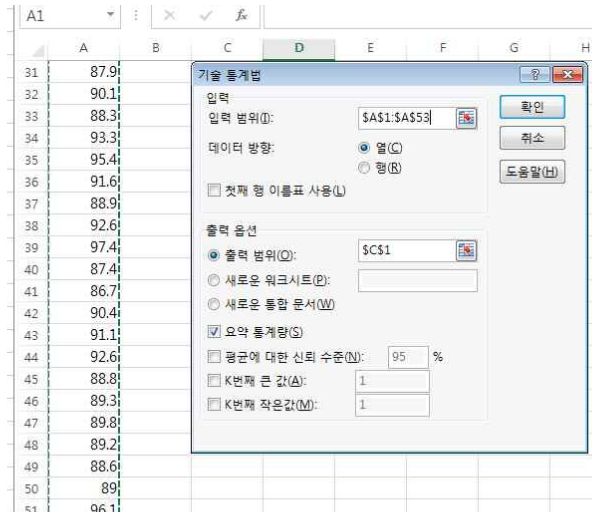 A1 fx
A B C D E F G H
31 87.9
32 90.1
33 88.3
34 93.3
35 95.4
36 91.6
37 88.9
38 92.6
39 97.4
40 87.4
41 86.7
42 90.4
43 91.1
44 92.6
45 88.8
46 89.3
47 89.8
48 89.2
49 88.6
50 89
51 96.1
기술 통계법
입력
입력 범위(I): $A$1:$A$53
데이터 방향: 열(C)
행(R)
첫째 행 이름표 사용(L)
확인
취소
도움말(H)
출력 옵션
출력 범위(O): $C$1
새로운 워크시트(P):
새로운 통합 문서(W)
요약 통계량(S)
평균에 대한 신뢰 수준(N): 95 %
K번째 큰 값(A): 1
K번째 작은값(M): 1